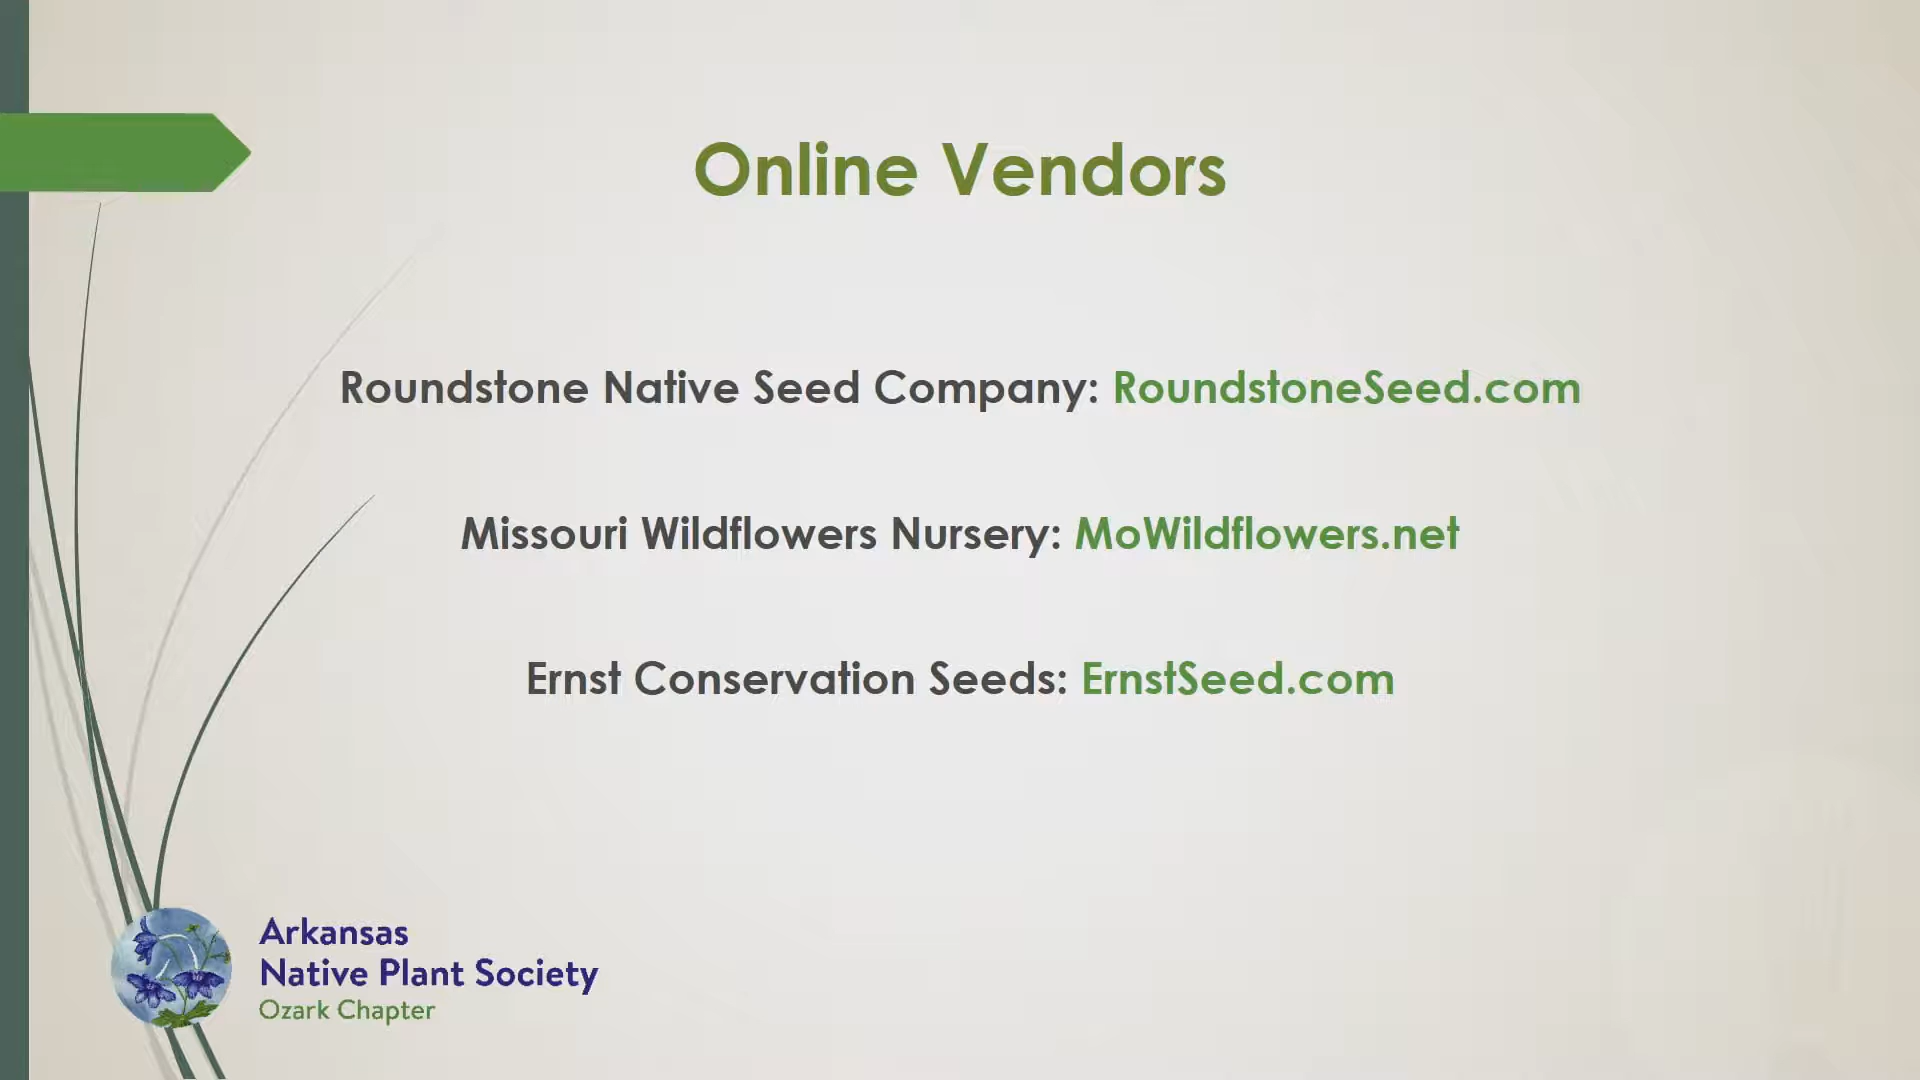 Online Vendors
Roundstone Native Seed Company: RoundstoneSeed.com
Missouri Wildflowers Nursery: MoWildflowers.net
Ernst Conservation Seeds: ErnstSeed.com
Arkansas
Native Plant Society
Ozark Chapter